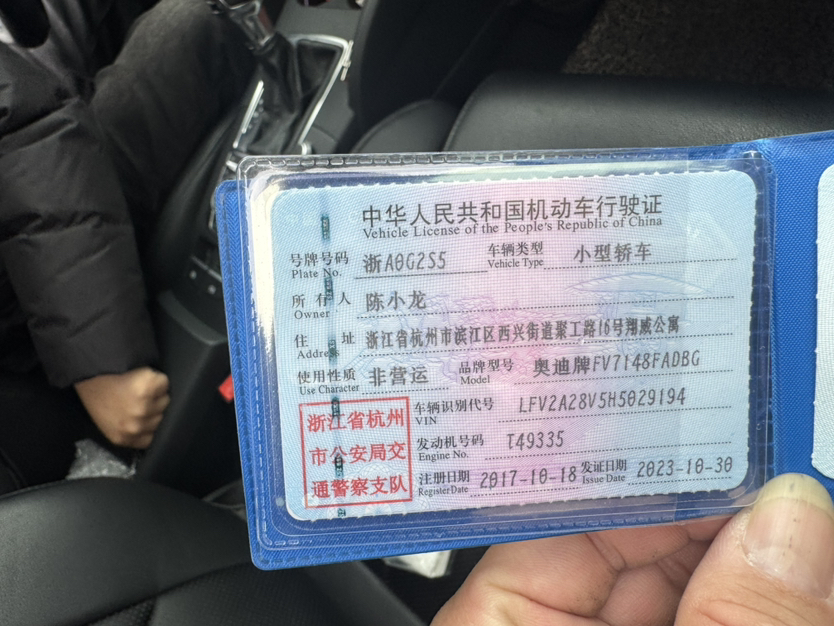 中华人民共和国机动车行驶证
Vehicle License of the People's Republic of China
号牌号码 浙A0G2S5 车辆类型 小型轿车
Plate No. Vehicle Type
所有人 陈小龙
Owner
住址 浙江省杭州市滨江区西兴街道聚工路16号翔威公寓
Address
使用性质 非营运 品牌型号 奥迪牌FV7148FADBG
Use Character Model
浙江省杭州
市公安局交
通警察支队
车辆识别代号 LFV2A28V5H5029194
VIN
发动机号码 T49335
Engine No.
注册日期 2017-10-18 发证日期 2023-10-30
Register Date Issue Date